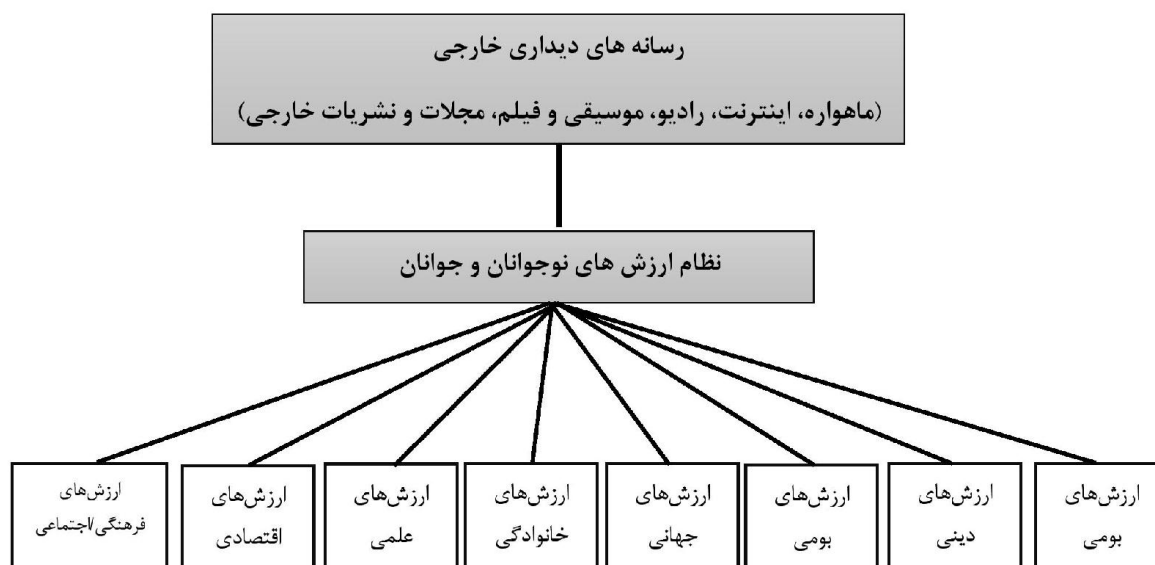 رسانه های دیداری خارجی
(ماهواره، اینترنت، رادیو، موسیقی و فیلم، مجلات و نشریات خارجی)
نظام ارزش های نوجوانان و جوانان
ارزش‌های
بومی
ارزش‌های
دینی
ارزش‌های
بومی
ارزش‌های
جهانی
ارزش‌های
خانوادگی
ارزش‌های
علمی
ارزش‌های
اقتصادی
ارزش‌های
فرهنگی/اجتماعی